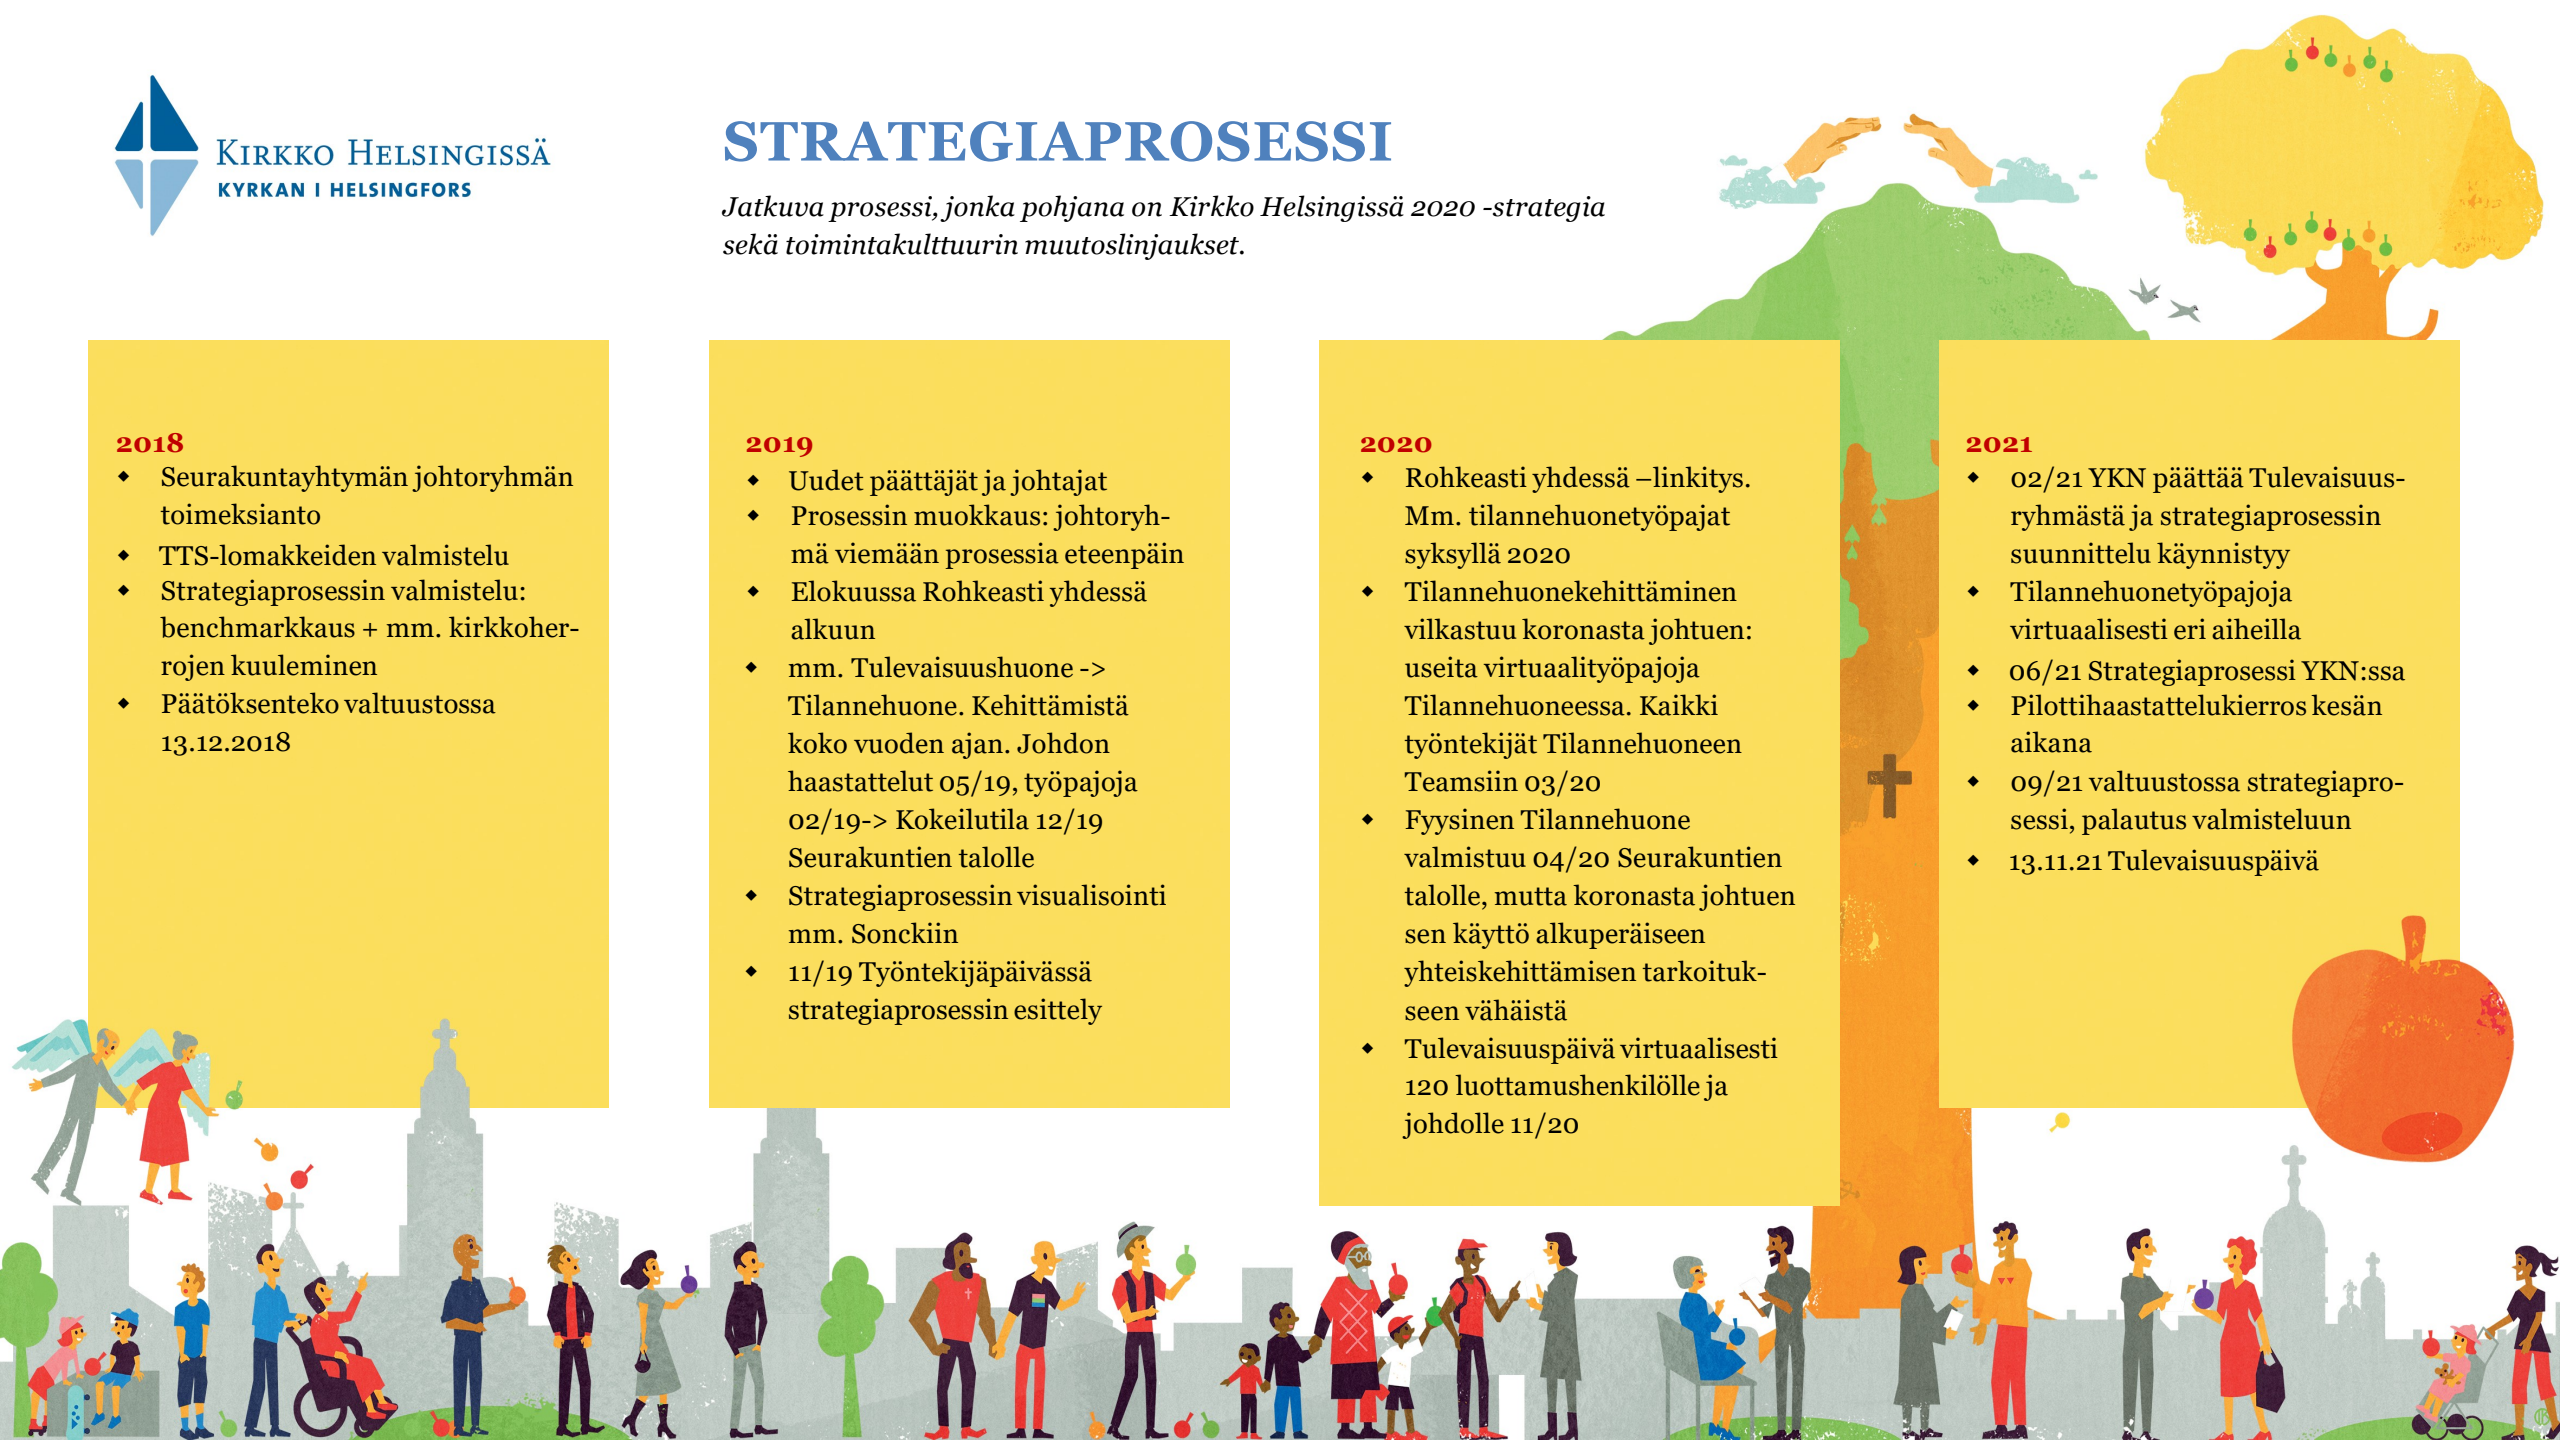 KIRKKO HELSINGISSÄ
KYRKAN I HELSINGFORS
STRATEGIAPROSESSI
Jatkuva prosessi, jonka pohjana on Kirkko Helsingissä 2020 -strategia
sekä toimintakulttuurin muutoslinjaukset.
2018
◆ Seurakuntayhtymän johtoryhmän
toimeksianto
◆ TTS-lomakkeiden valmistelu
◆ Strategiaprosessin valmistelu:
benchmarkkaus + mm. kirkkoher-
rojen kuuleminen
◆ Päätöksenteko valtuustossa
13.12.2018
2019
◆ Uudet päättäjät ja johtajat
◆ Prosessin muokkaus: johtoryh-
mä viemään prosessia eteenpäin
◆ Elokuussa Rohkeasti yhdessä
alkuun
◆ mm. Tulevaisuushuone ->
Tilannehuone. Kehittämistä
koko vuoden ajan. Johdon
haastattelut 05/19, työpajoja
02/19-> Kokeilutila 12/19
Seurakuntien talolle
◆ Strategiaprosessin visualisointi
mm. Sonckiin
◆ 11/19 Työntekijäpäivässä
strategiaprosessin esittely
2020
◆ Rohkeasti yhdessä –linkitys.
Mm. tilannehuonetyöpajat
syksyllä 2020
◆ Tilannehuonekehittäminen
vilkastuu koronasta johtuen:
useita virtuaalityöpajoja
Tilannehuoneessa. Kaikki
työntekijät Tilannehuoneen
Teamsiin 03/20
◆ Fyysinen Tilannehuone
valmistuu 04/20 Seurakuntien
talolle, mutta koronasta johtuen
sen käyttö alkuperäiseen
yhteiskehittämisen tarkoituk-
seen vähäistä
◆ Tulevaisuuspäivä virtuaalisesti
120 luottamushenkilölle ja
johdolle 11/20
2021
◆ 02/21 YKN päättää Tulevaisuus-
ryhmästä ja strategiaprosessin
suunnittelu käynnistyy
◆ Tilannehuonetyöpajoja
virtuaalisesti eri aiheilla
◆ 06/21 Strategiaprosessi YKN:ssa
◆ Pilottihaastattelukierros kesän
aikana
◆ 09/21 valtuustossa strategiapro-
sessi, palautus valmisteluun
◆ 13.11.21 Tulevaisuuspäivä